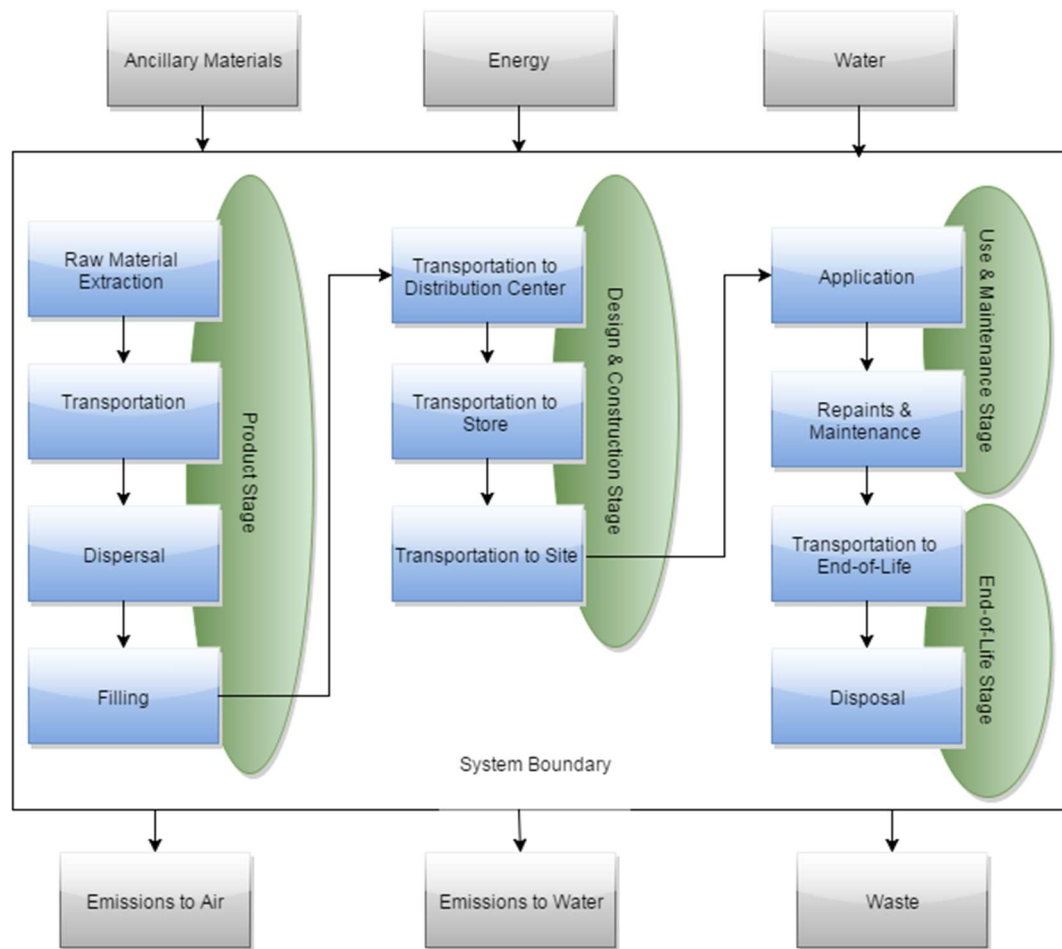 Ancillary Materials
Energy
Water
Raw Material
Extraction
Transportation
Dispersal
Filling
Product Stage
Transportation to
Distribution Center
Transportation to
Store
Transportation to Site
Design & Construction Stage
Application
Repaints &
Maintenance
Use & Maintenance Stage
Transportation to
End-of-Life
Disposal
End-of-Life Stage
System Boundary
Emissions to Air
Emissions to Water
Waste